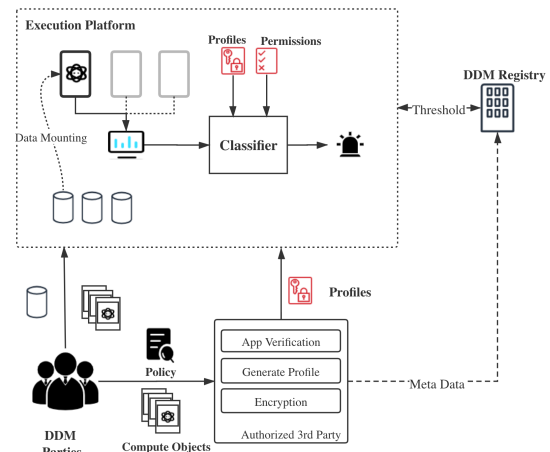 Execution Platform
Profiles
Permissions
DDM Registry
Threshold
Data Mounting
Classifier
Profiles
App Verification
Policy
Generate Profile
Meta Data
Encryption
Authorized 3rd Party
DDM
Parties
Compute Objects